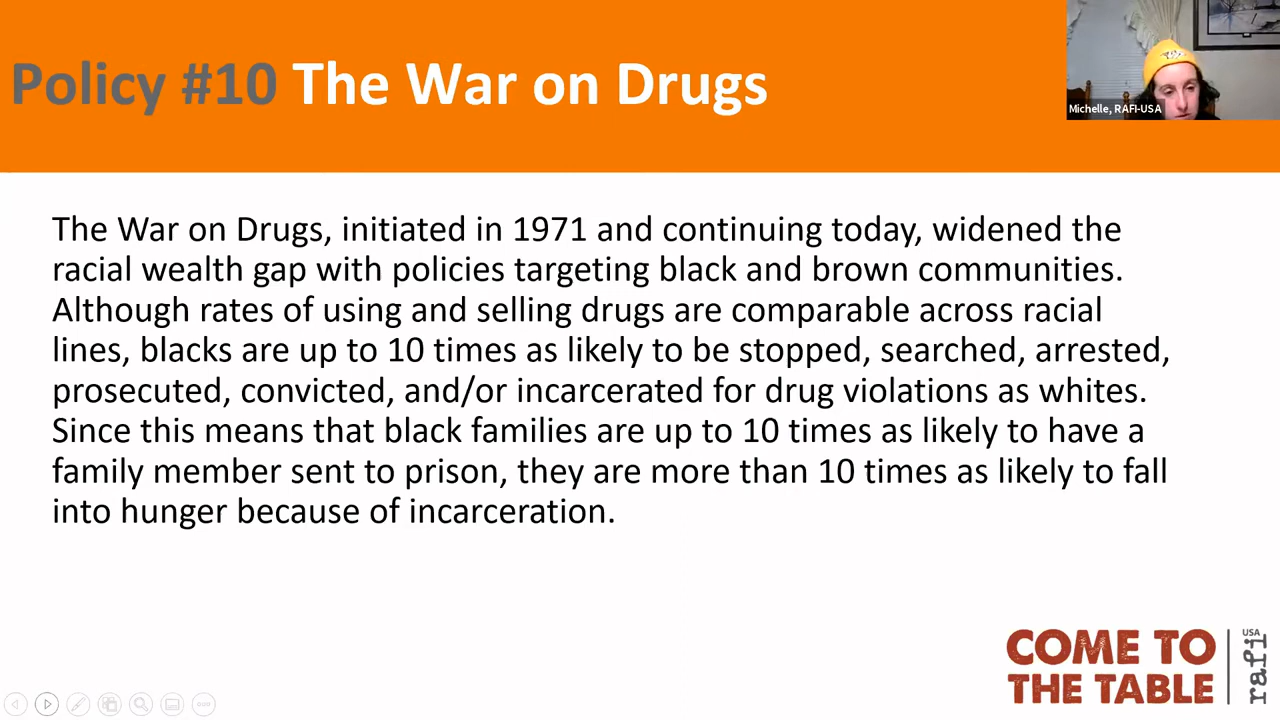 Policy #10 The War on Drugs
Michelle, RAFI-USA
The War on Drugs, initiated in 1971 and continuing today, widened the
racial wealth gap with policies targeting black and brown communities.
Although rates of using and selling drugs are comparable across racial
lines, blacks are up to 10 times as likely to be stopped, searched, arrested,
prosecuted, convicted, and/or incarcerated for drug violations as whites.
Since this means that black families are up to 10 times as likely to have a
family member sent to prison, they are more than 10 times as likely to fall
into hunger because of incarceration.
COME TO
THE TABLE
rafi
USA